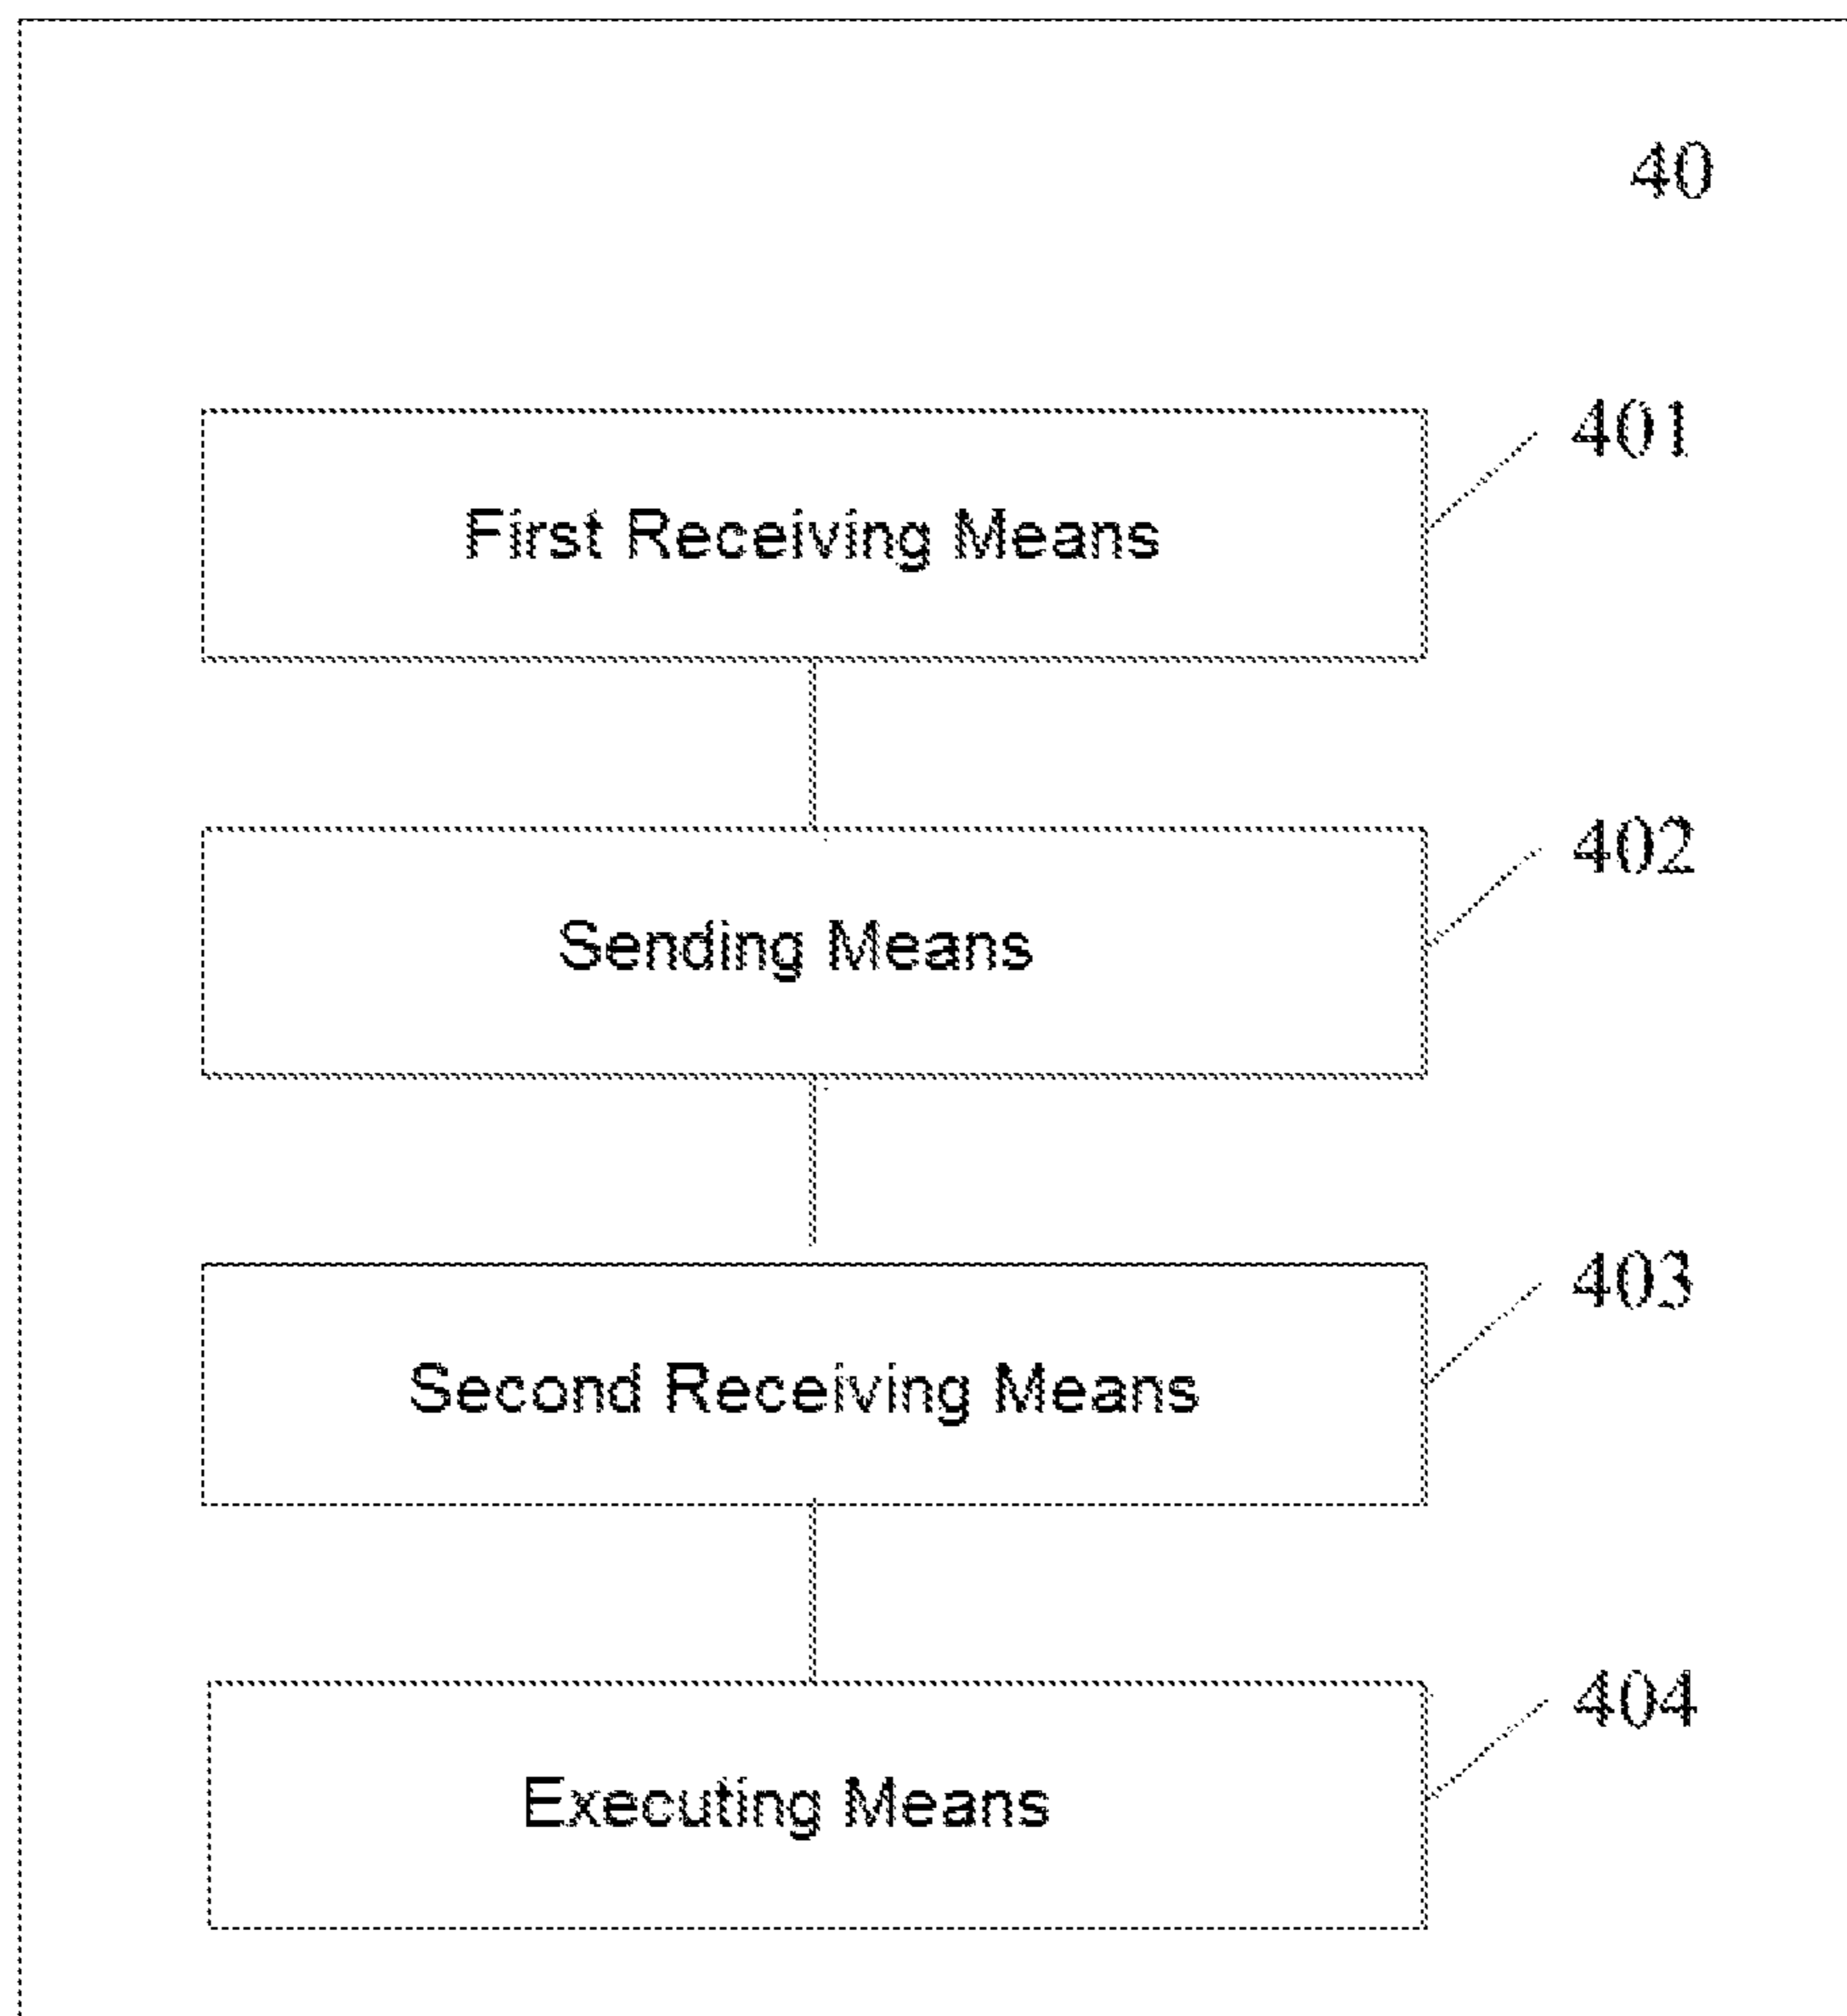 40
401
First Receiving Means
402
Sending Means
403
Second Receiving Means
404
Executing Means